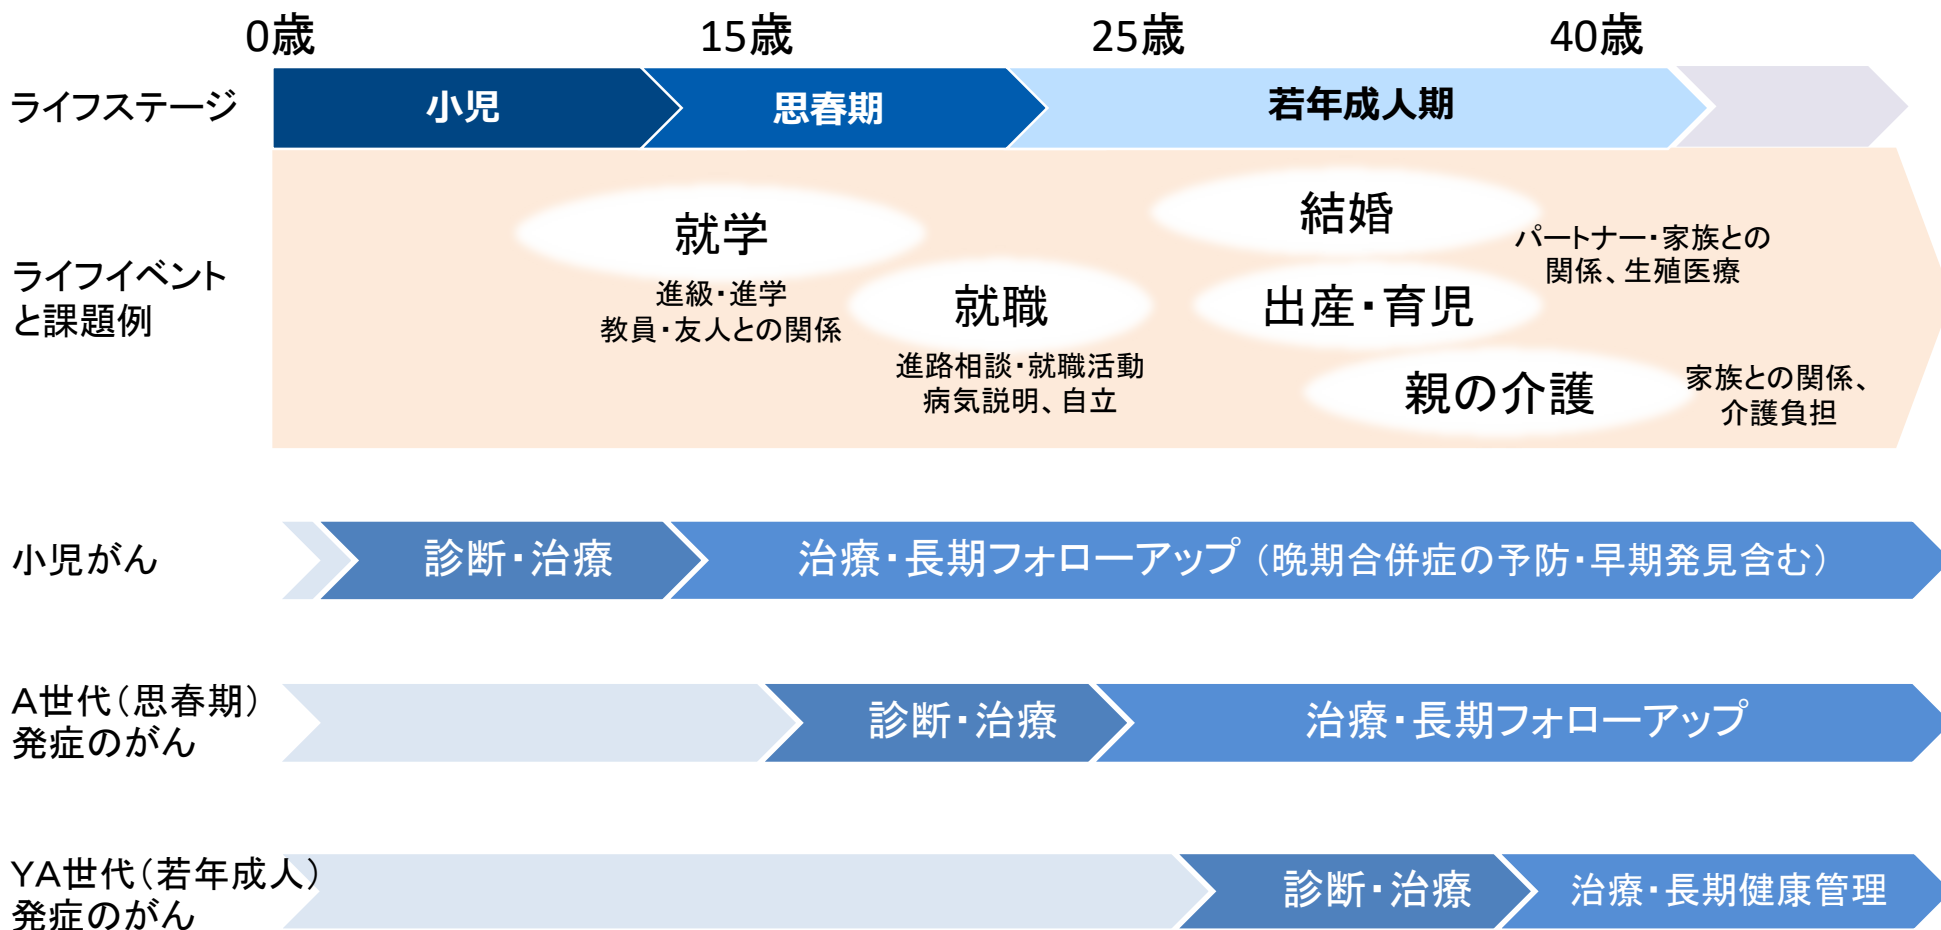 0歳
15歳
25歳
40歳
ライフステージ
小児
思春期
若年成人期
ライフイベント
と課題例
就学
進級・進学
教員・友人との関係
就職
進路相談・就職活動
病気説明、自立
結婚
出産・育児
パートナー・家族との
関係、生殖医療
親の介護
家族との関係、
介護負担
小児がん
診断・治療
治療・長期フォローアップ（晩期合併症の予防・早期発見含む）
A世代（思春期）
発症のがん
診断・治療
治療・長期フォローアップ
YA世代（若年成人）
発症のがん
診断・治療
治療・長期健康管理